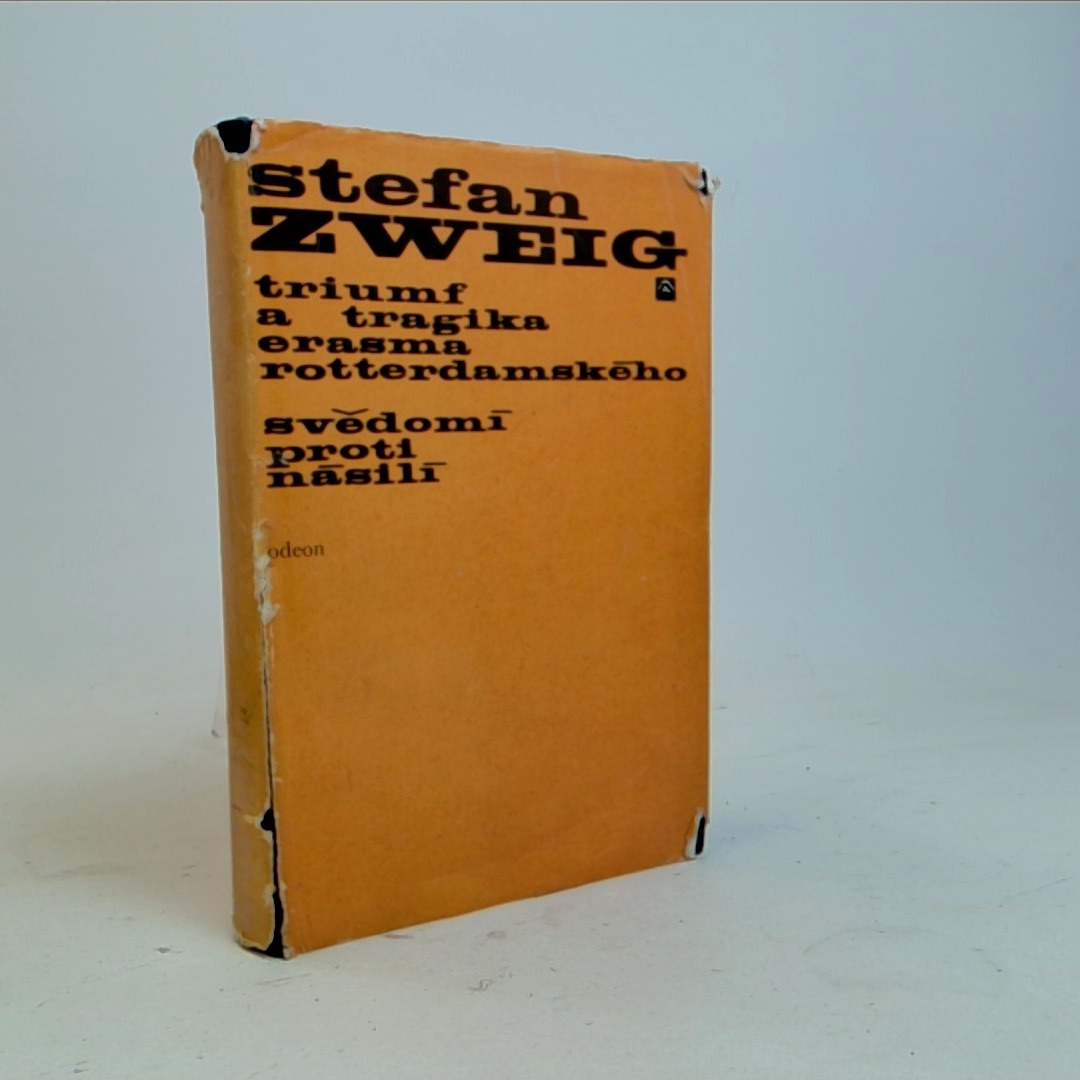 stefan
ZWEIG
triumf
a tragika
erasma
rotterdamského
svědomí
proti
násilí
odeon